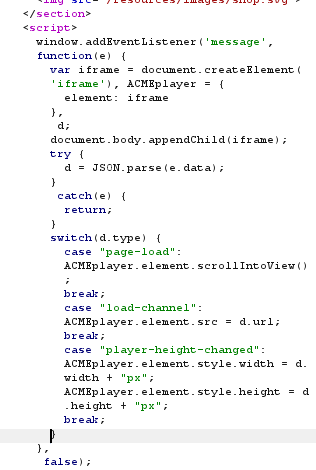 <img src="/resources/images/shop.svg">
</section>
<script>
window.addEventListener('message',
function(e) {
var iframe = document.createElement(
'iframe'), ACMEplayer = {
element: iframe
},
d;
document.body.appendChild(iframe);
try {
d = JSON.parse(e.data);
}
catch(e) {
return;
}
switch(d.type) {
case "page-load":
ACMEplayer.element.scrollIntoView()
;
break;
case "load-channel":
ACMEplayer.element.src = d.url;
break;
case "player-height-changed":
ACMEplayer.element.style.width = d.
width + "px";
ACMEplayer.element.style.height = d
.height + "px";
break;
}
},
false);